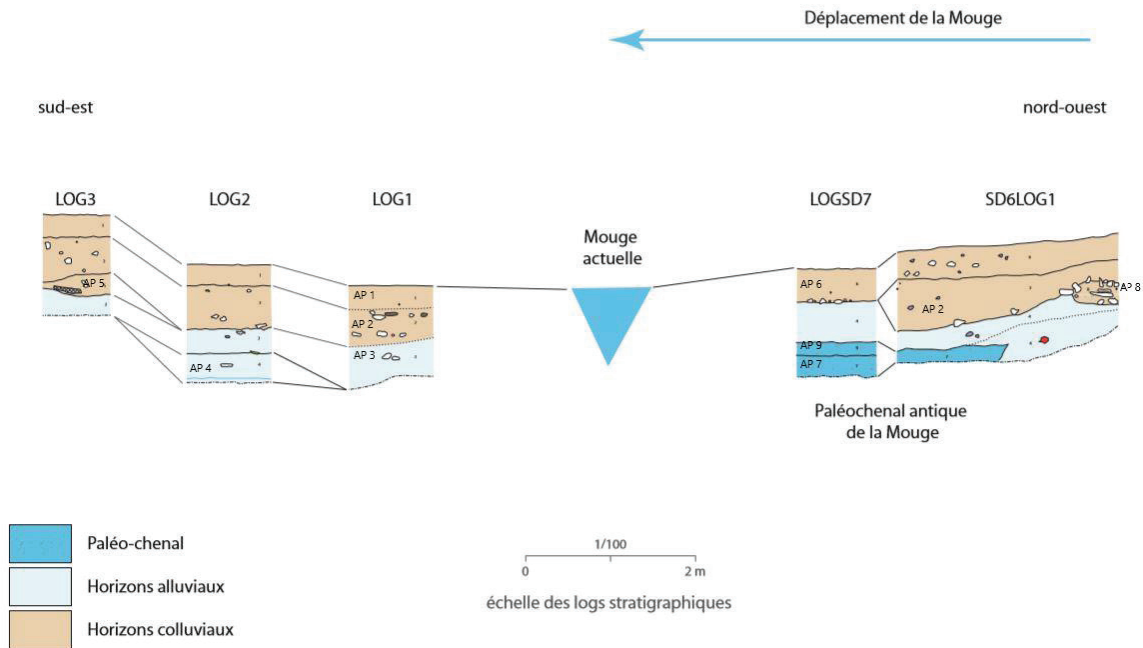 Déplacement de la Mouge
sud-est
nord-ouest
LOG3
LOG2
LOG1
LOGSD7
SD6LOG1
Mouge
actuelle
AP 5
AP 4
AP 1
AP 2
AP 3
AP 6
AP 9
AP 7
AP 2
AP 8
Paléochenal antique
de la Mouge
Paléo-chenal
Horizons alluviaux
Horizons colluviaux
1/100
0
2 m
échelle des logs stratigraphiques